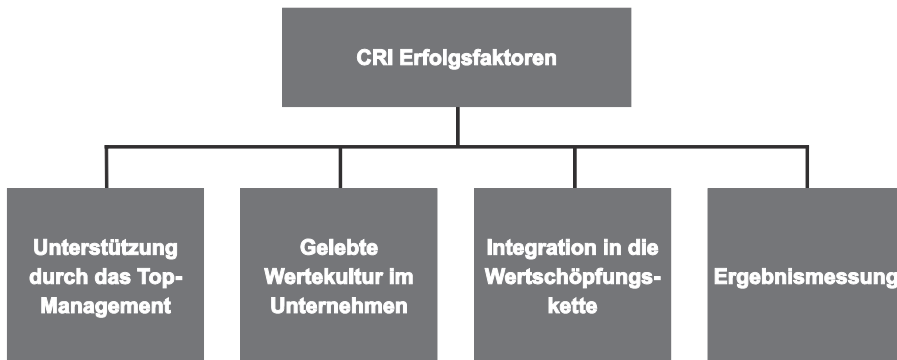 CRI Erfolgsfaktoren
Unterstützung
durch das Top-
Management
Gelebte
Wertekultur im
Unternehmen
Integration in die
Wertschöpfungs-
kette
Ergebnismessung